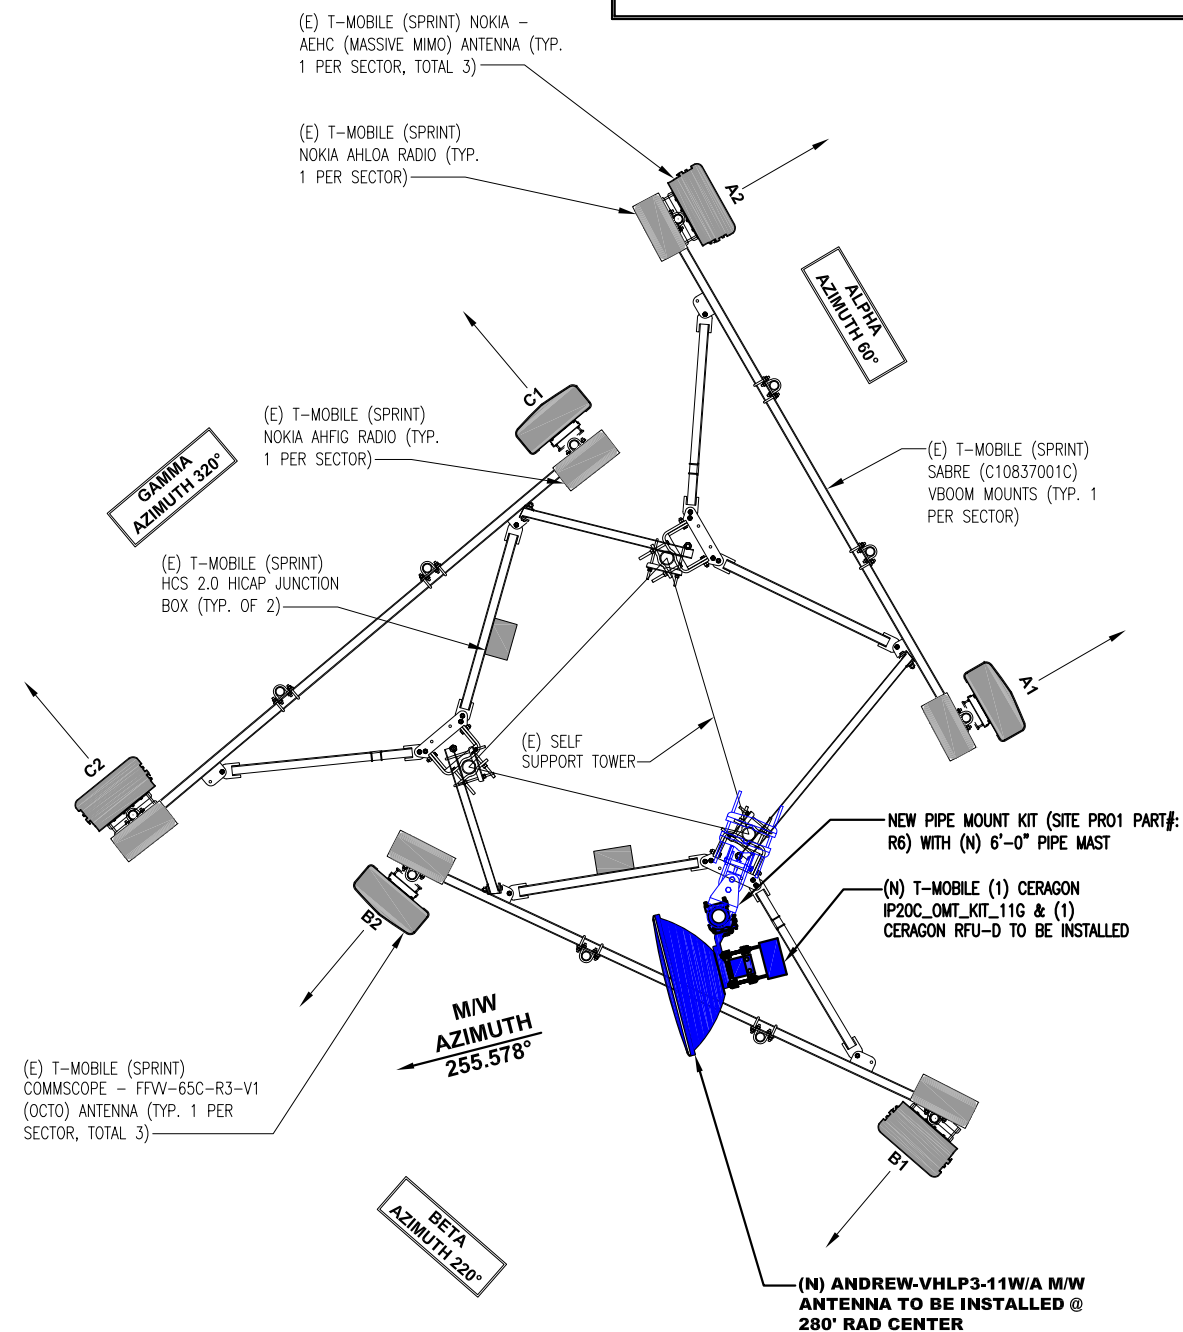 (E) T-MOBILE (SPRINT) NOKIA -
AEHC (MASSIVE MIMO) ANTENNA (TYP.
1 PER SECTOR, TOTAL 3)
(E) T-MOBILE (SPRINT)
NOKIA AHLOA RADIO (TYP.
1 PER SECTOR)
A2
ALPHA
AZIMUTH 60°
C1
(E) T-MOBILE (SPRINT)
NOKIA AHFIG RADIO (TYP.
1 PER SECTOR)
GAMMA
AZIMUTH 320°
(E) T-MOBILE (SPRINT)
SABRE (C10837001C)
VBOOM MOUNTS (TYP. 1
PER SECTOR)
(E) T-MOBILE (SPRINT)
HCS 2.0 HICAP JUNCTION
BOX (TYP. OF 2)
A1
(E) SELF
SUPPORT TOWER
C2
NEW PIPE MOUNT KIT (SITE PRO1 PART#:
R6) WITH (N) 6'-0" PIPE MAST
(N) T-MOBILE (1) CERAGON
IP20C_OMT_KIT_11G & (1)
CERAGON RFU-D TO BE INSTALLED
B2
M/W
AZIMUTH
255.578°
(E) T-MOBILE (SPRINT)
COMMSCOPE - FFVV-65C-R3-V1
(OCTO) ANTENNA (TYP. 1 PER
SECTOR, TOTAL 3)
B1
BETA
AZIMUTH 220°
(N) ANDREW-VHLP3-11W/A M/W
ANTENNA TO BE INSTALLED @
280' RAD CENTER